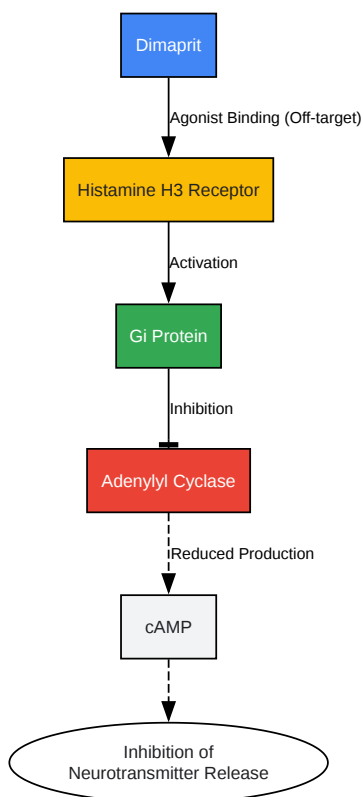 Dimaprit
Agonist Binding (Off-target)
Histamine H3 Receptor
Activation
Gi Protein
Inhibition
Adenylyl Cyclase
Reduced Production
cAMP
Inhibition of
Neurotransmitter Release